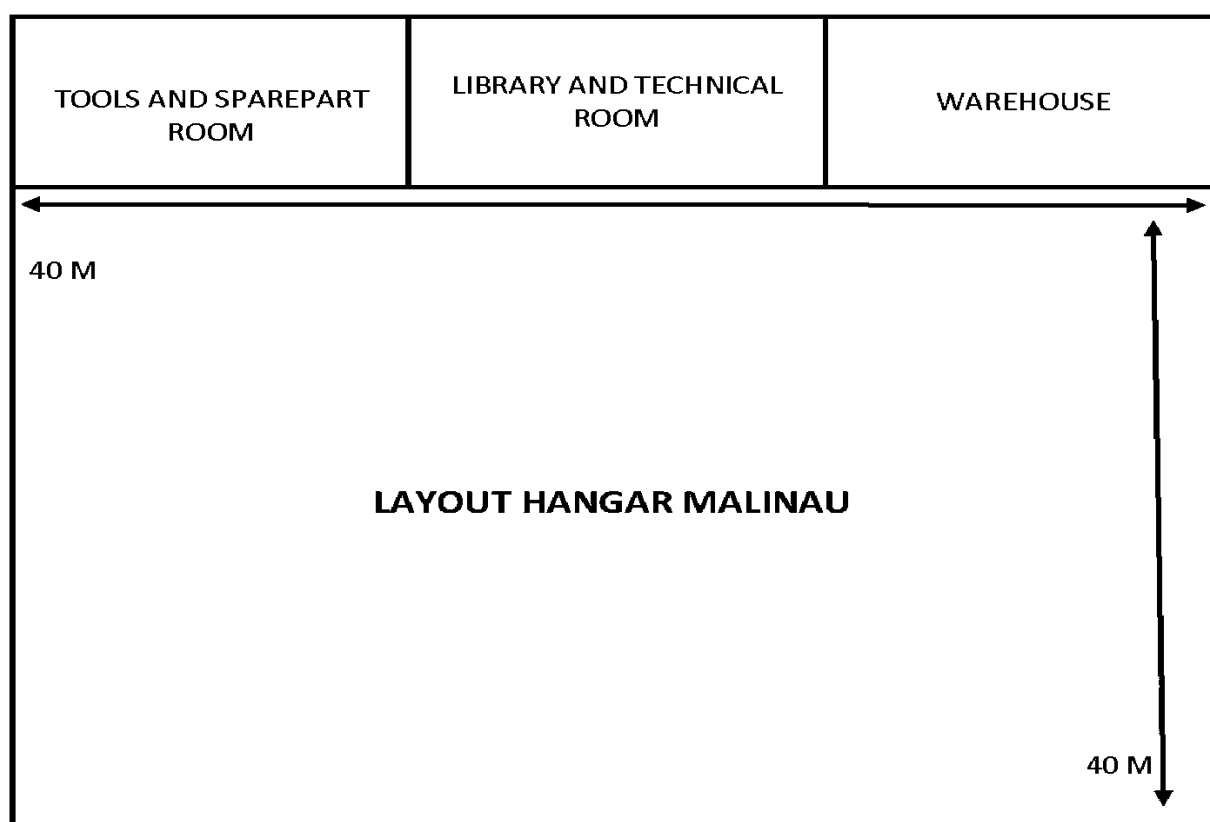 TOOLS AND SPAREPART
ROOM
LIBRARY AND TECHNICAL
ROOM
WAREHOUSE
40 M
LAYOUT HANGAR MALINAU
40 M